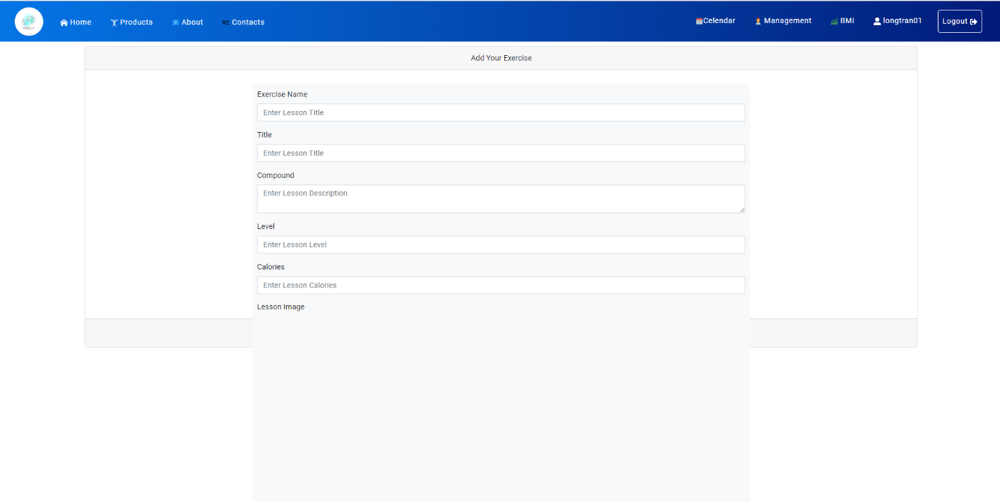 Home Products About Contacts Celendar Management BMI longtran01 Logout
Add Your Exercise
Exercise Name
Enter Lesson Title
Title
Enter Lesson Title
Compound
Enter Lesson Description
Level
Enter Lesson Level
Calories
Enter Lesson Calories
Lesson Image